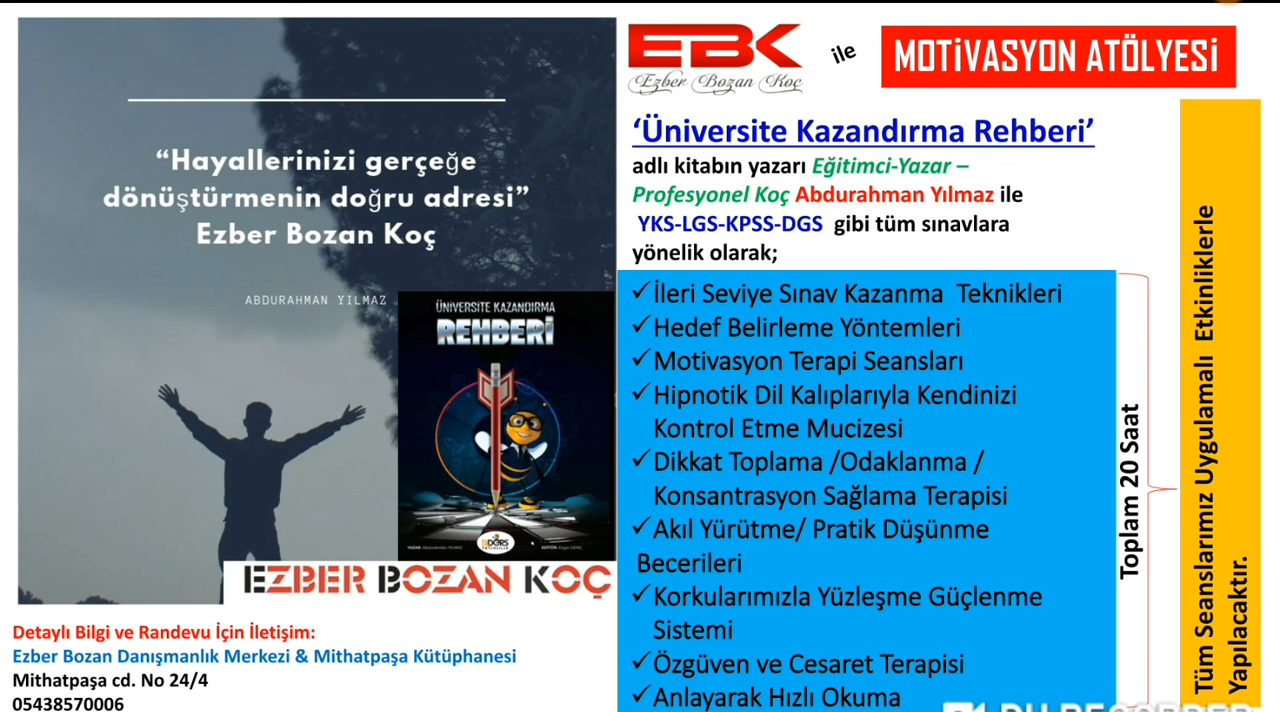 “Hayallerinizi gerçeğe
dönüştürmenin doğru adresi”
Ezber Bozan Koç
ABDURAHMAN YILMAZ
ÜNİVERSİTE KAZANDIRMA
REHBERİ
EZBER BOZAN KOÇ
Detaylı Bilgi ve Randevu İçin İletişim:
Ezber Bozan Danışmanlık Merkezi & Mithatpaşa Kütüphanesi
Mithatpaşa cd. No 24/4
05438570006
EBK
Ezber Bozan Koç
ile
MOTİVASYON ATÖLYESİ
‘Üniversite Kazandırma Rehberi’
adlı kitabın yazarı Eğitimci-Yazar –
Profesyonel Koç Abdurahman Yılmaz ile
YKS-LGS-KPSS-DGS gibi tüm sınavlara
yönelik olarak;
✓İleri Seviye Sınav Kazanma Teknikleri
✓Hedef Belirleme Yöntemleri
✓Motivasyon Terapi Seansları
✓Hipnotik Dil Kalıplarıyla Kendinizi
Kontrol Etme Mucizesi
✓Dikkat Toplama /Odaklanma /
Konsantrasyon Sağlama Terapisi
✓Akıl Yürütme/ Pratik Düşünme
Becerileri
✓Korkularımızla Yüzleşme Güçlenme
Sistemi
✓Özgüven ve Cesaret Terapisi
✓Anlayarak Hızlı Okuma
Toplam 20 Saat
Tüm Seanslarımız Uygulamalı Etkinliklerle
Yapılacaktır.